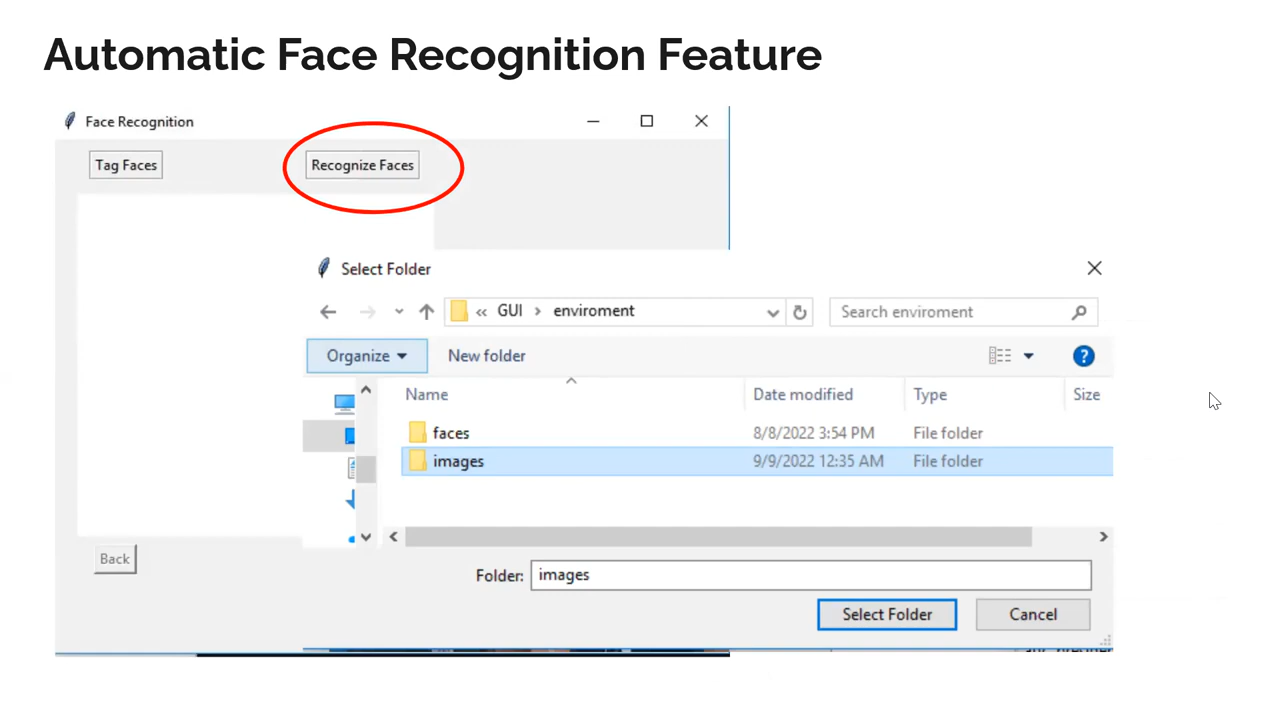 Automatic Face Recognition Feature
Face Recognition
Tag Faces
Recognize Faces
Select Folder
« GUI › enviroment
Search enviroment
Organize
New folder
Name Date modified Type Size
faces 8/8/2022 3:54 PM File folder
images 9/9/2022 12:35 AM File folder
Back
Folder: images
Select Folder
Cancel